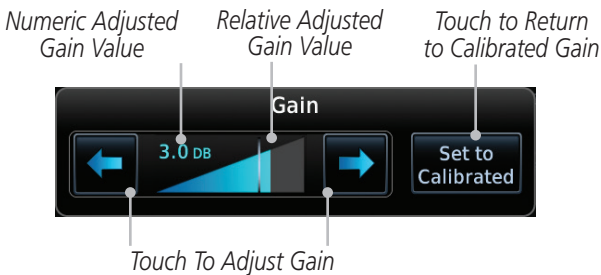 Numeric Adjusted
Gain Value
Relative Adjusted
Gain Value
Touch to Return
to Calibrated Gain
Gain
3.0 DB
Set to
Calibrated
Touch To Adjust Gain